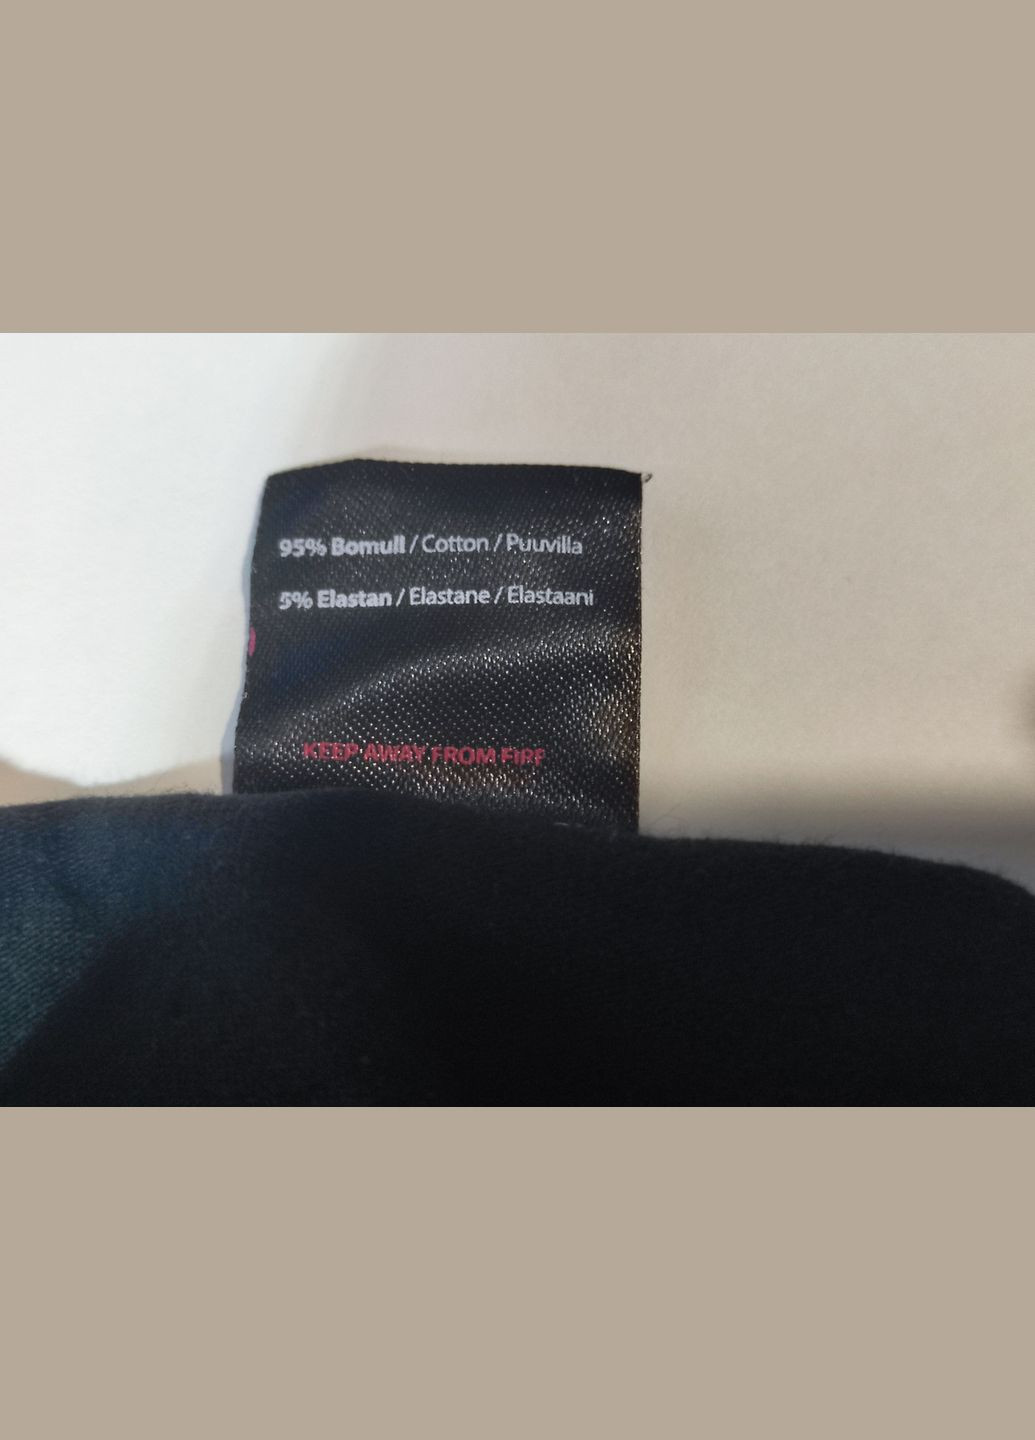 95% Bomull / Cotton / Puuvilla
5% Elastan / Elastane / Elastaani
KEEP AWAY FROM FIRE